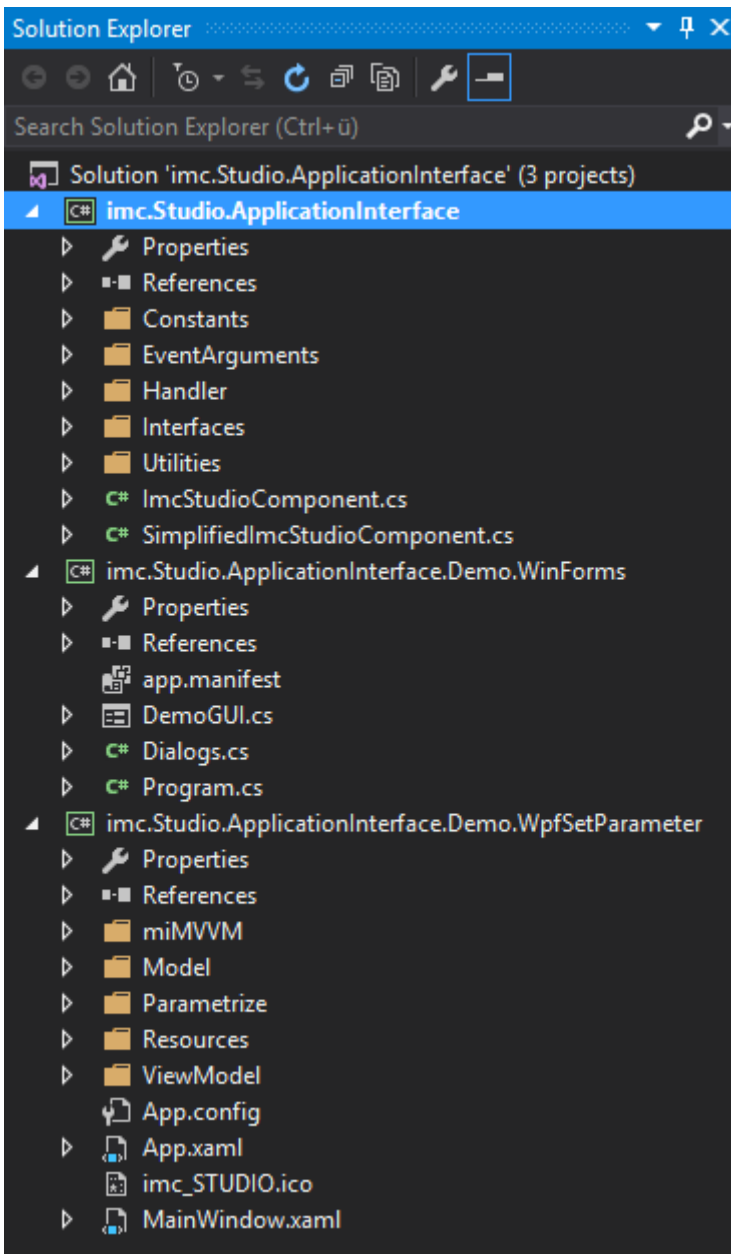 Solution Explorer
Search Solution Explorer (Ctrl+ü)
Solution 'imc.Studio.ApplicationInterface' (3 projects)
C# imc.Studio.ApplicationInterface
Properties
References
Constants
EventArguments
Handler
Interfaces
Utilities
C# ImcStudioComponent.cs
C# SimplifiedImcStudioComponent.cs
C# imc.Studio.ApplicationInterface.Demo.WinForms
Properties
References
app.manifest
DemoGUI.cs
C# Dialogs.cs
C# Program.cs
C# imc.Studio.ApplicationInterface.Demo.WpfSetParameter
Properties
References
miMVVM
Model
Parametrize
Resources
ViewModel
App.config
App.xaml
imc_STUDIO.ico
MainWindow.xaml